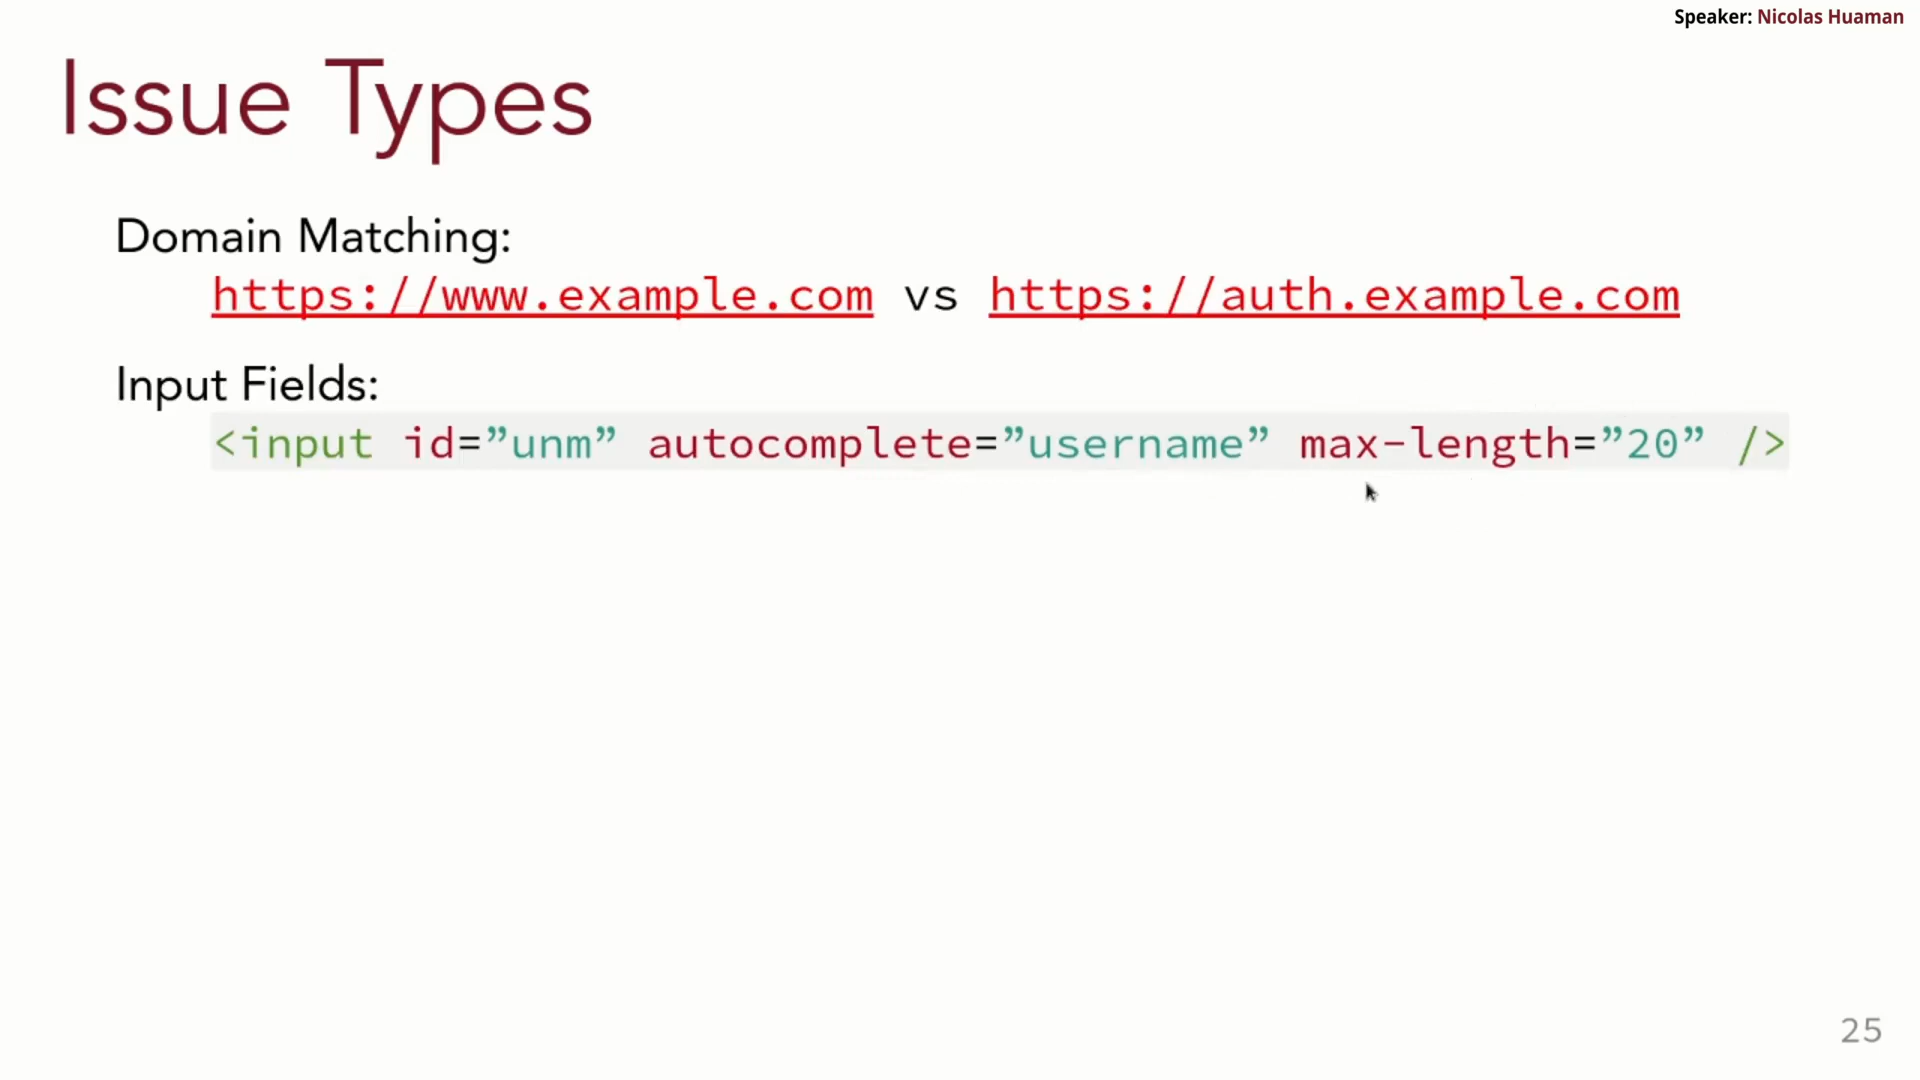 Speaker: Nicolas Huaman
Issue Types
Domain Matching:
https://www.example.com vs https://auth.example.com
Input Fields:
<input id=”unm” autocomplete=”username” max-length=”20” />
25